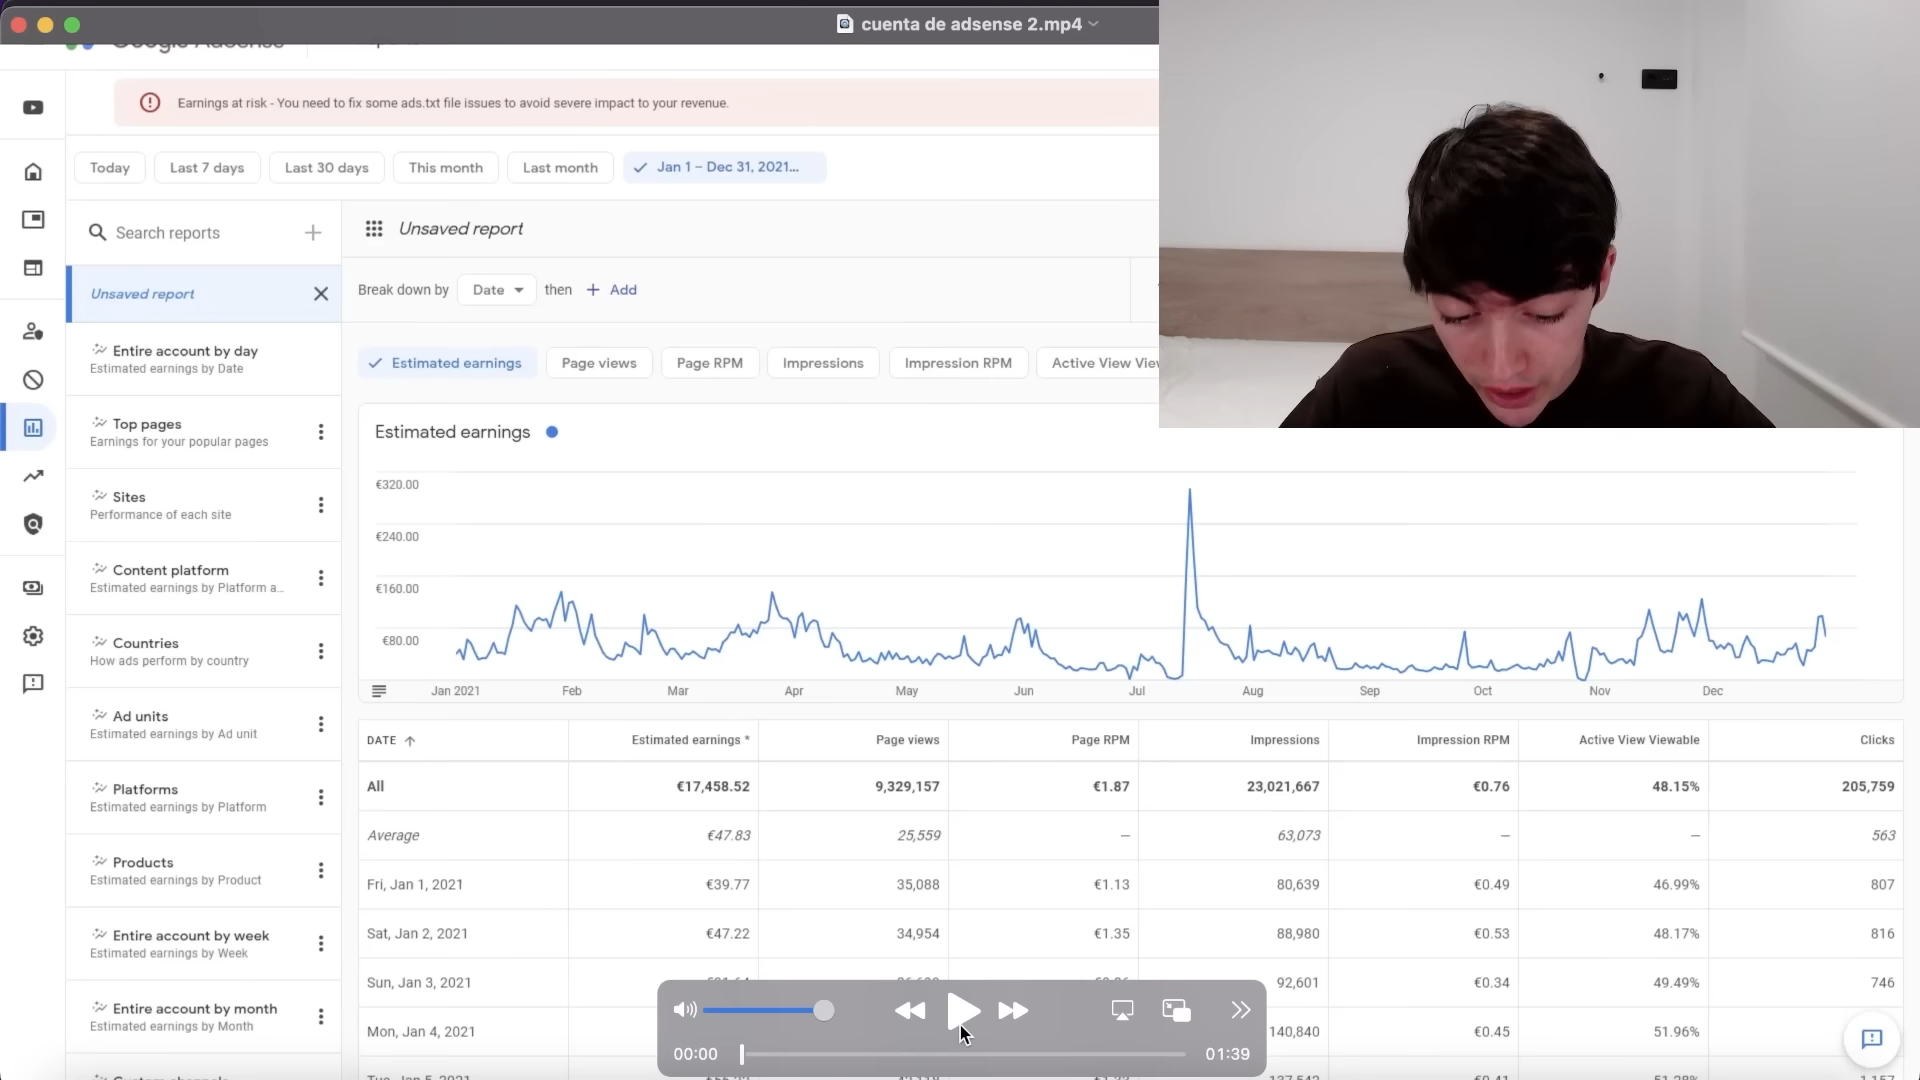 cuenta de adsense 2.mp4
Google AdSense
Earnings at risk - You need to fix some ads.txt file issues to avoid severe impact to your revenue.
Today Last 7 days Last 30 days This month Last month Jan 1 – Dec 31, 2021...
Search reports
Unsaved report
Break down by Date then + Add
Unsaved report
Entire account by day
Estimated earnings by Date
Top pages
Earnings for your popular pages
Sites
Performance of each site
Content platform
Estimated earnings by Platform a...
Countries
How ads perform by country
Ad units
Estimated earnings by Ad unit
Platforms
Estimated earnings by Platform
Products
Estimated earnings by Product
Entire account by week
Estimated earnings by Week
Entire account by month
Estimated earnings by Month
Estimated earnings Page views Page RPM Impressions Impression RPM Active View Vie
Estimated earnings
€320.00
€240.00
€160.00
€80.00
Jan 2021 Feb Mar Apr May Jun Jul Aug Sep Oct Nov Dec
DATE Estimated earnings * Page views Page RPM Impressions Impression RPM Active View Viewable Clicks
All €17,458.52 9,329,157 €1.87 23,021,667 €0.76 48.15% 205,759
Average €47.83 25,559 — 63,073 — — 563
Fri, Jan 1, 2021 €39.77 35,088 €1.13 80,639 €0.49 46.99% 807
Sat, Jan 2, 2021 €47.22 34,954 €1.35 88,980 €0.53 48.17% 816
Sun, Jan 3, 2021 92,601 €0.34 49.49% 746
Mon, Jan 4, 2021 140,840 €0.45 51.96%
00:00 01:39